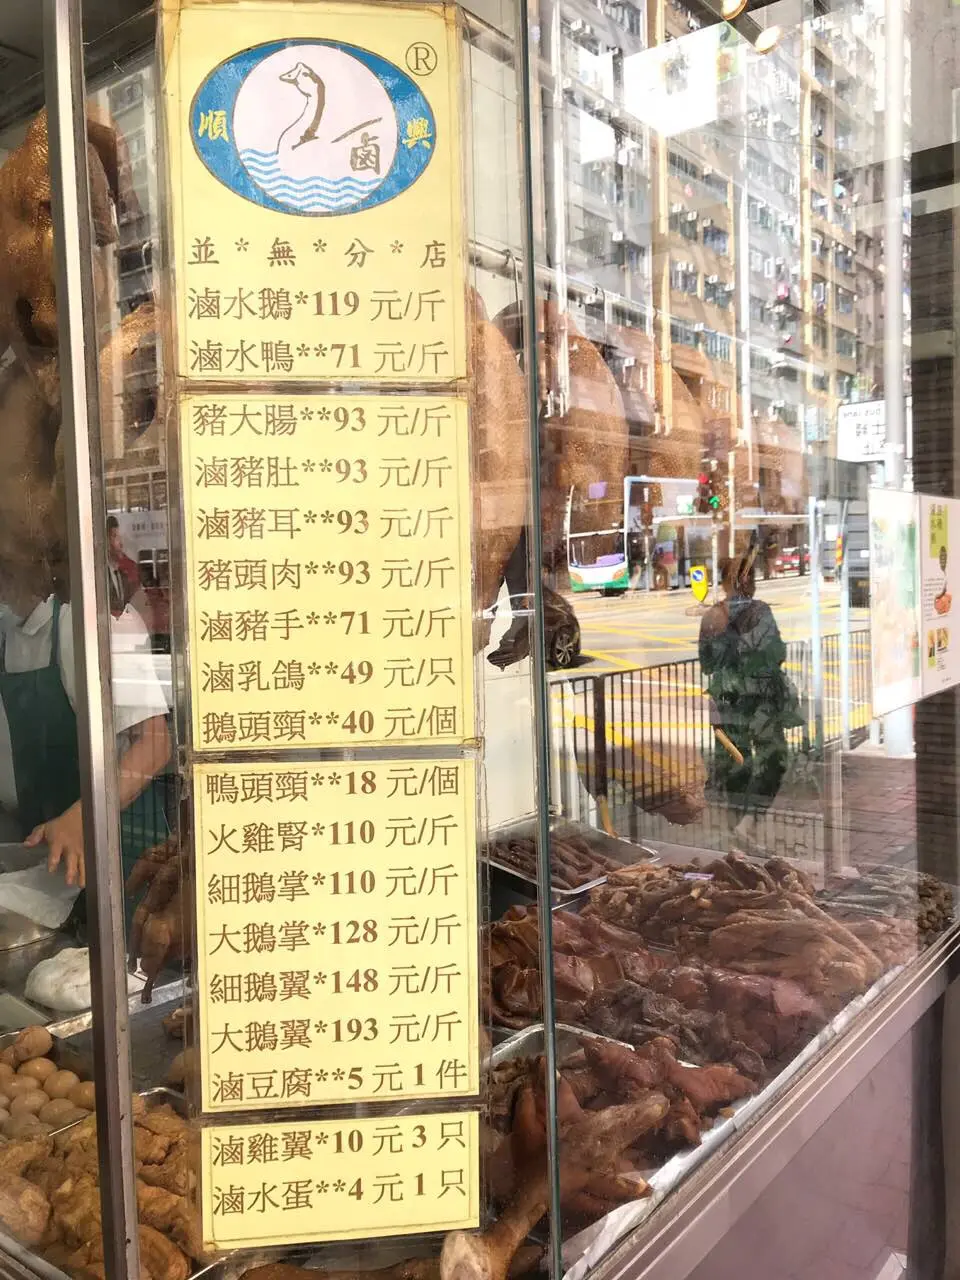 ®
順 鹵 興
並*無*分*店
滷水鵝*119 元/斤
滷水鴨**71 元/斤
豬大腸**93 元/斤
滷豬肚**93 元/斤
滷豬耳**93 元/斤
豬頭肉**93 元/斤
滷豬手**71 元/斤
滷乳鴿**49 元/只
鵝頭頸**40 元/個
鴨頭頸**18 元/個
火雞腎*110 元/斤
細鵝掌*110 元/斤
大鵝掌*128 元/斤
細鵝翼*148 元/斤
大鵝翼*193 元/斤
滷豆腐**5 元 1 件
滷雞翼*10 元 3 只
滷水蛋**4 元 1 只
bus lane